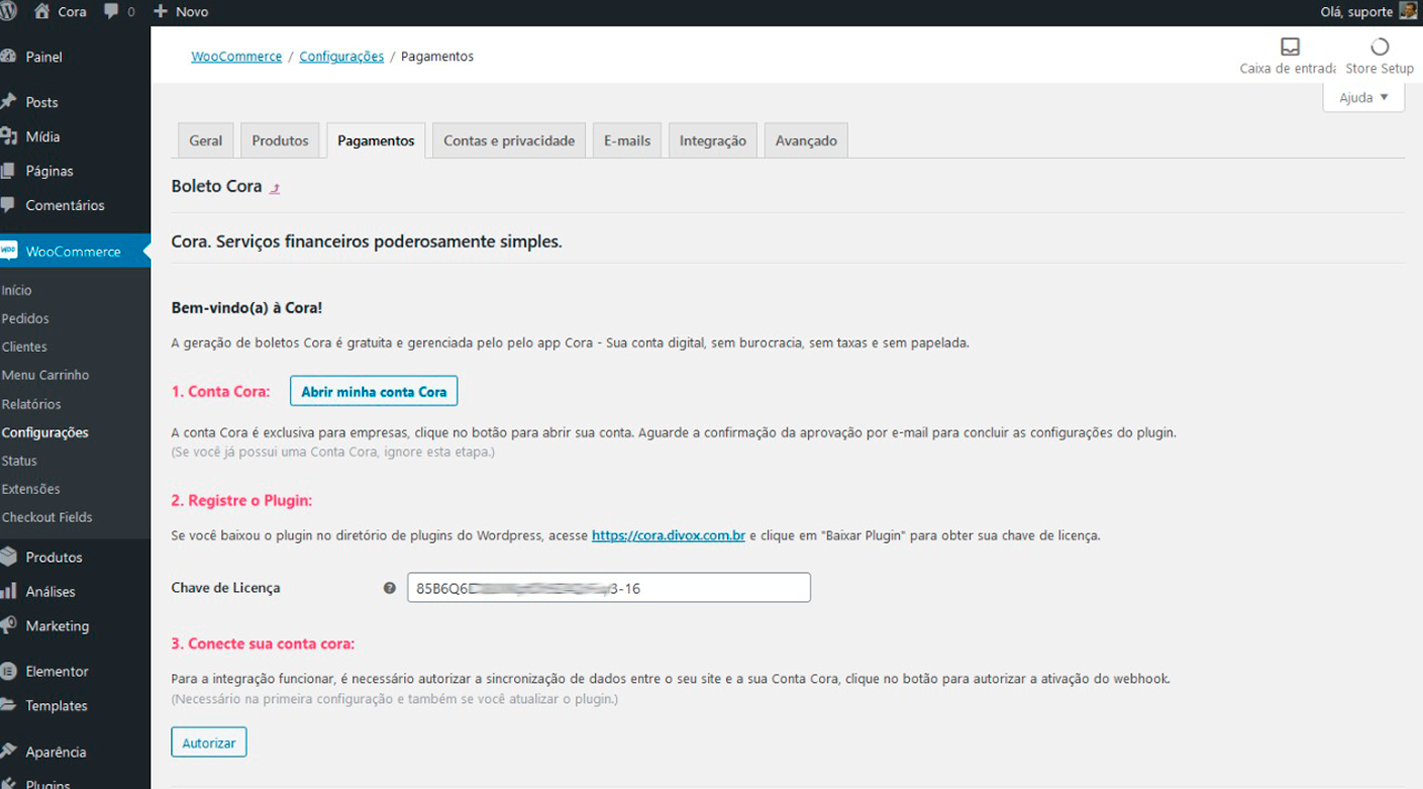 Cora
0
Novo
Olá, suporte
Painel
Posts
Mídia
Páginas
Comentários
WooCommerce
Início
Pedidos
Clientes
Menu Carrinho
Relatórios
Configurações
Status
Extensões
Checkout Fields
Produtos
Análises
Marketing
Elementor
Templates
Aparência
Plugins
WooCommerce / Configurações / Pagamentos
Caixa de entrada
Store Setup
Ajuda
Geral
Produtos
Pagamentos
Contas e privacidade
E-mails
Integração
Avançado
Boleto Cora
Cora. Serviços financeiros poderosamente simples.
Bem-vindo(a) à Cora!
A geração de boletos Cora é gratuita e gerenciada pelo pelo app Cora - Sua conta digital, sem burocracia, sem taxas e sem papelada.
1. Conta Cora: Abrir minha conta Cora
A conta Cora é exclusiva para empresas, clique no botão para abrir sua conta. Aguarde a confirmação da aprovação por e-mail para concluir as configurações do plugin.
(Se você já possui uma Conta Cora, ignore esta etapa.)
2. Registre o Plugin:
Se você baixou o plugin no diretório de plugins do Wordpress, acesse https://cora.divox.com.br e clique em "Baixar Plugin" para obter sua chave de licença.
Chave de Licença
3. Conecte sua conta cora:
Para a integração funcionar, é necessário autorizar a sincronização de dados entre o seu site e a sua Conta Cora, clique no botão para autorizar a ativação do webhook.
(Necessário na primeira configuração e também se você atualizar o plugin.)
Autorizar